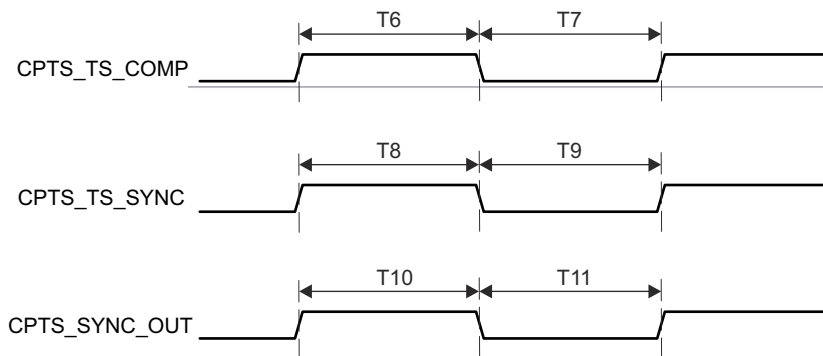 T6 T7
CPTS_TS_COMP
T8 T9
CPTS_TS_SYNC
T10 T11
CPTS_SYNC_OUT